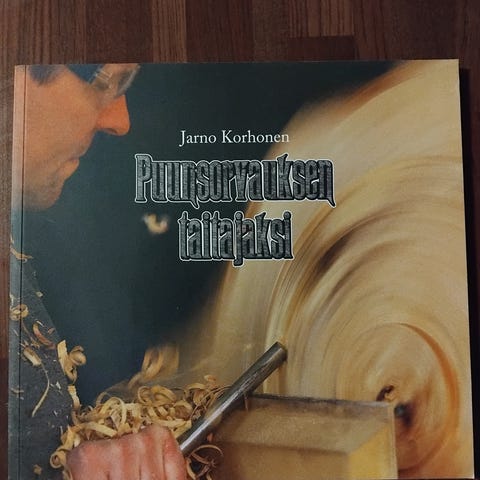 Jarno Korhonen
Puunsorvauksen
taitajaksi